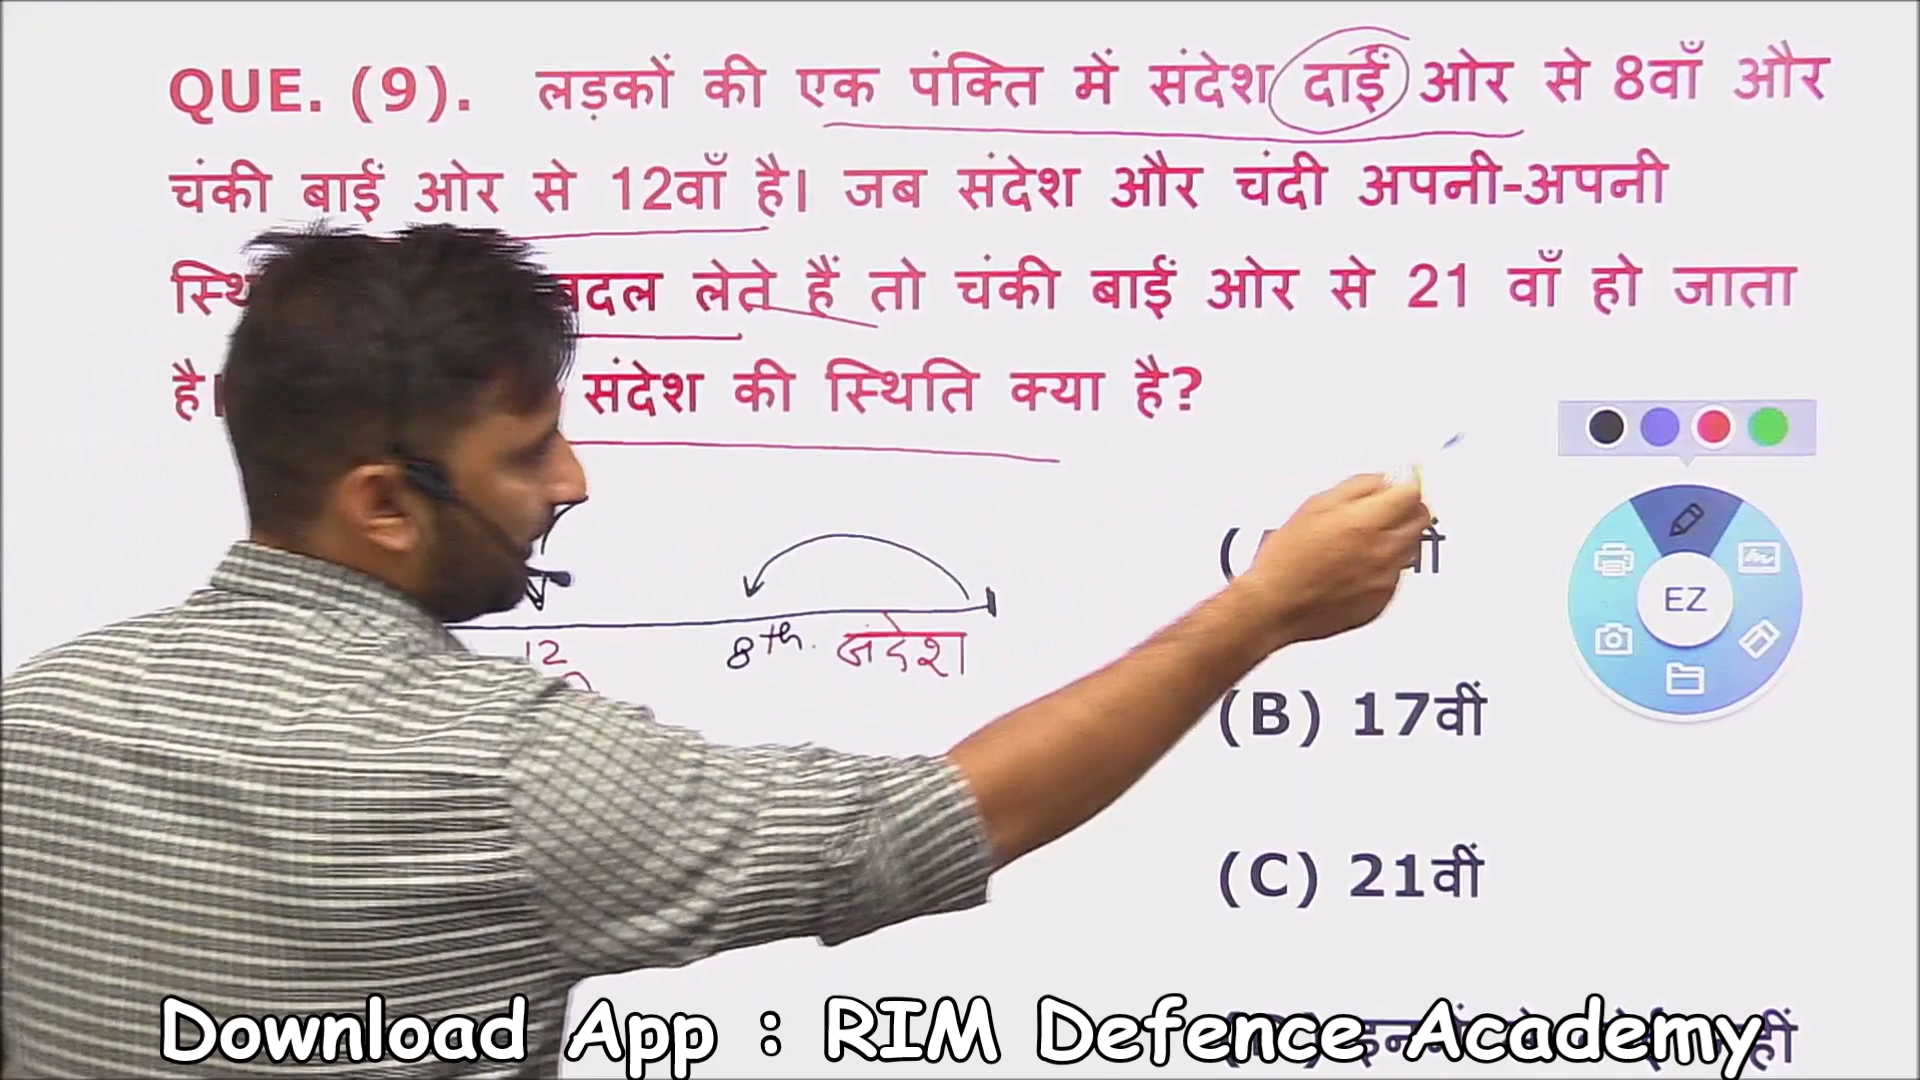 QUE. (9). लड़कों की एक पंक्ति में संदेश दाईं ओर से 8वाँ और
चंकी बाईं ओर से 12वाँ है। जब संदेश और चंदी अपनी-अपनी
बदल लेते हैं तो चंकी बाईं ओर से 21 वाँ हो जाता
है। संदेश की स्थिति क्या है?
EZ
12
8th. संदेश
(B) 17वीं
(C) 21वीं
Download App : RIM Defence Academy